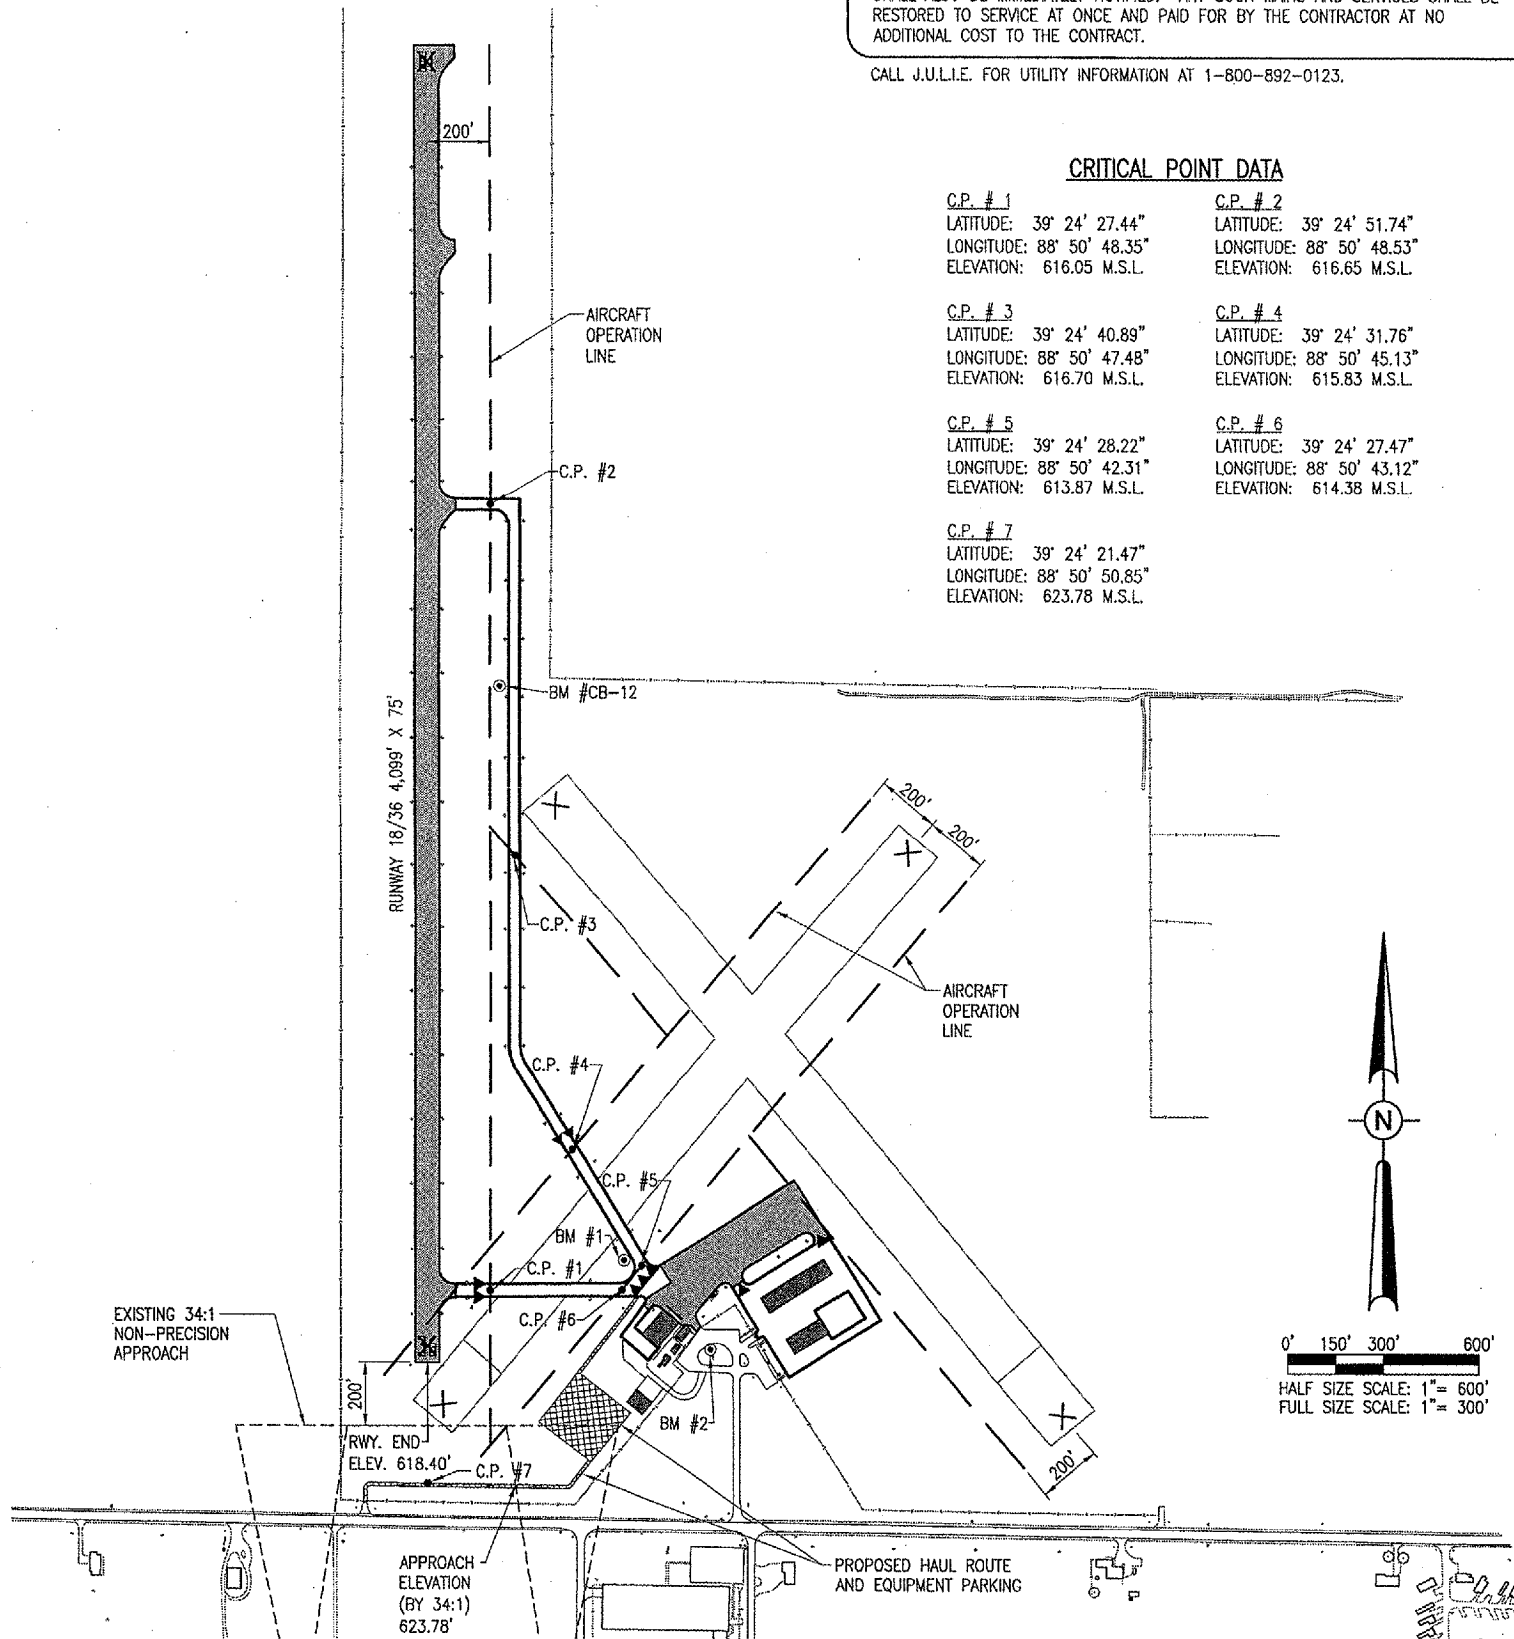 RESTORED TO SERVICE AT ONCE AND PAID FOR BY THE CONTRACTOR AT NO
ADDITIONAL COST TO THE CONTRACT.
CALL J.U.L.I.E. FOR UTILITY INFORMATION AT 1-800-892-0123.
200'
CRITICAL POINT DATA
C.P. # 1
LATITUDE: 39° 24' 27.44"
LONGITUDE: 88° 50' 48.35"
ELEVATION: 616.05 M.S.L.
C.P. # 2
LATITUDE: 39° 24' 51.74"
LONGITUDE: 88° 50' 48.53"
ELEVATION: 616.65 M.S.L.
C.P. # 3
LATITUDE: 39° 24' 40.89"
LONGITUDE: 88° 50' 47.48"
ELEVATION: 616.70 M.S.L.
C.P. # 4
LATITUDE: 39° 24' 31.76"
LONGITUDE: 88° 50' 45.13"
ELEVATION: 615.83 M.S.L.
C.P. # 5
LATITUDE: 39° 24' 28.22"
LONGITUDE: 88° 50' 42.31"
ELEVATION: 613.87 M.S.L.
C.P. # 6
LATITUDE: 39° 24' 27.47"
LONGITUDE: 88° 50' 43.12"
ELEVATION: 614.38 M.S.L.
C.P. # 7
LATITUDE: 39° 24' 21.47"
LONGITUDE: 88° 50' 50.85"
ELEVATION: 623.78 M.S.L.
AIRCRAFT
OPERATION
LINE
C.P. #2
BM #CB-12
RUNWAY 18/36 4,099' X 75'
200'
200'
C.P. #3
AIRCRAFT
OPERATION
LINE
C.P. #4
C.P. #5
BM #1
C.P. #1
C.P. #6
N
EXISTING 34:1
NON-PRECISION
APPROACH
200'
BM #2
RWY. END
ELEV. 618.40'
C.P. #7
200'
0' 150' 300' 600'
HALF SIZE SCALE: 1"= 600'
FULL SIZE SCALE: 1"= 300'
APPROACH
ELEVATION
(BY 34:1)
623.78'
PROPOSED HAUL ROUTE
AND EQUIPMENT PARKING